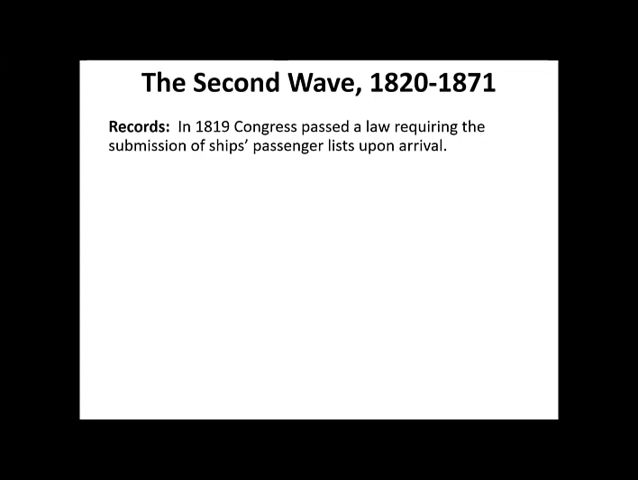 The Second Wave, 1820-1871
Records:  In 1819 Congress passed a law requiring the
submission of ships’ passenger lists upon arrival.